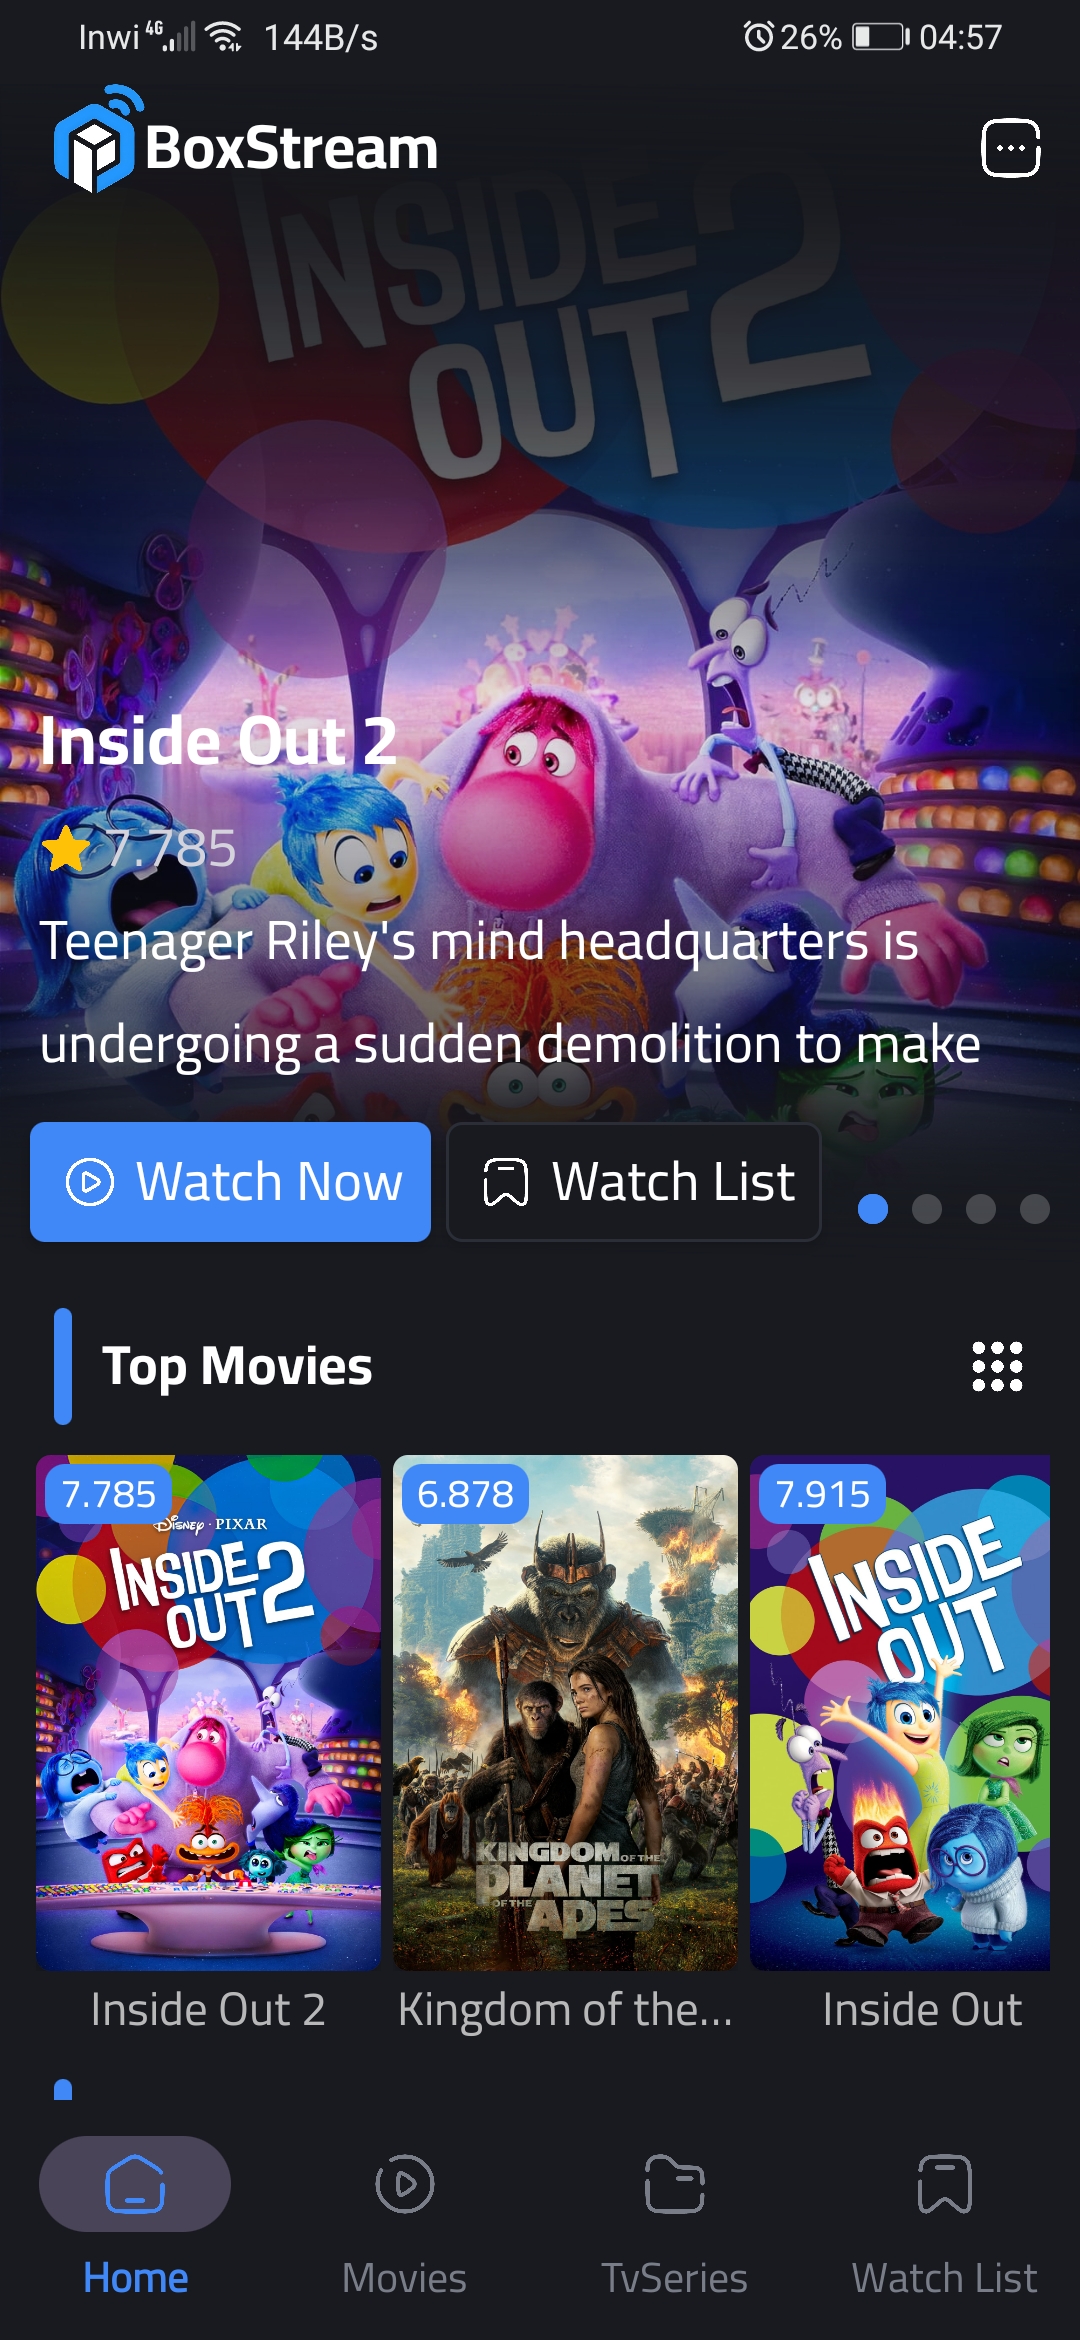 Inwi 4G 144B/s 26% 04:57
BoxStream
INSIDE
OUT 2
Inside Out 2
7.785
Teenager Riley's mind headquarters is
undergoing a sudden demolition to make
Watch Now Watch List
Top Movies
7.785 6.878 7.915
DISNEY · PIXAR
INSIDE
OUT 2
KINGDOM OF THE
PLANET
OF THE APES
INSIDE
OUT
Inside Out 2 Kingdom of the... Inside Out
Home Movies TvSeries Watch List